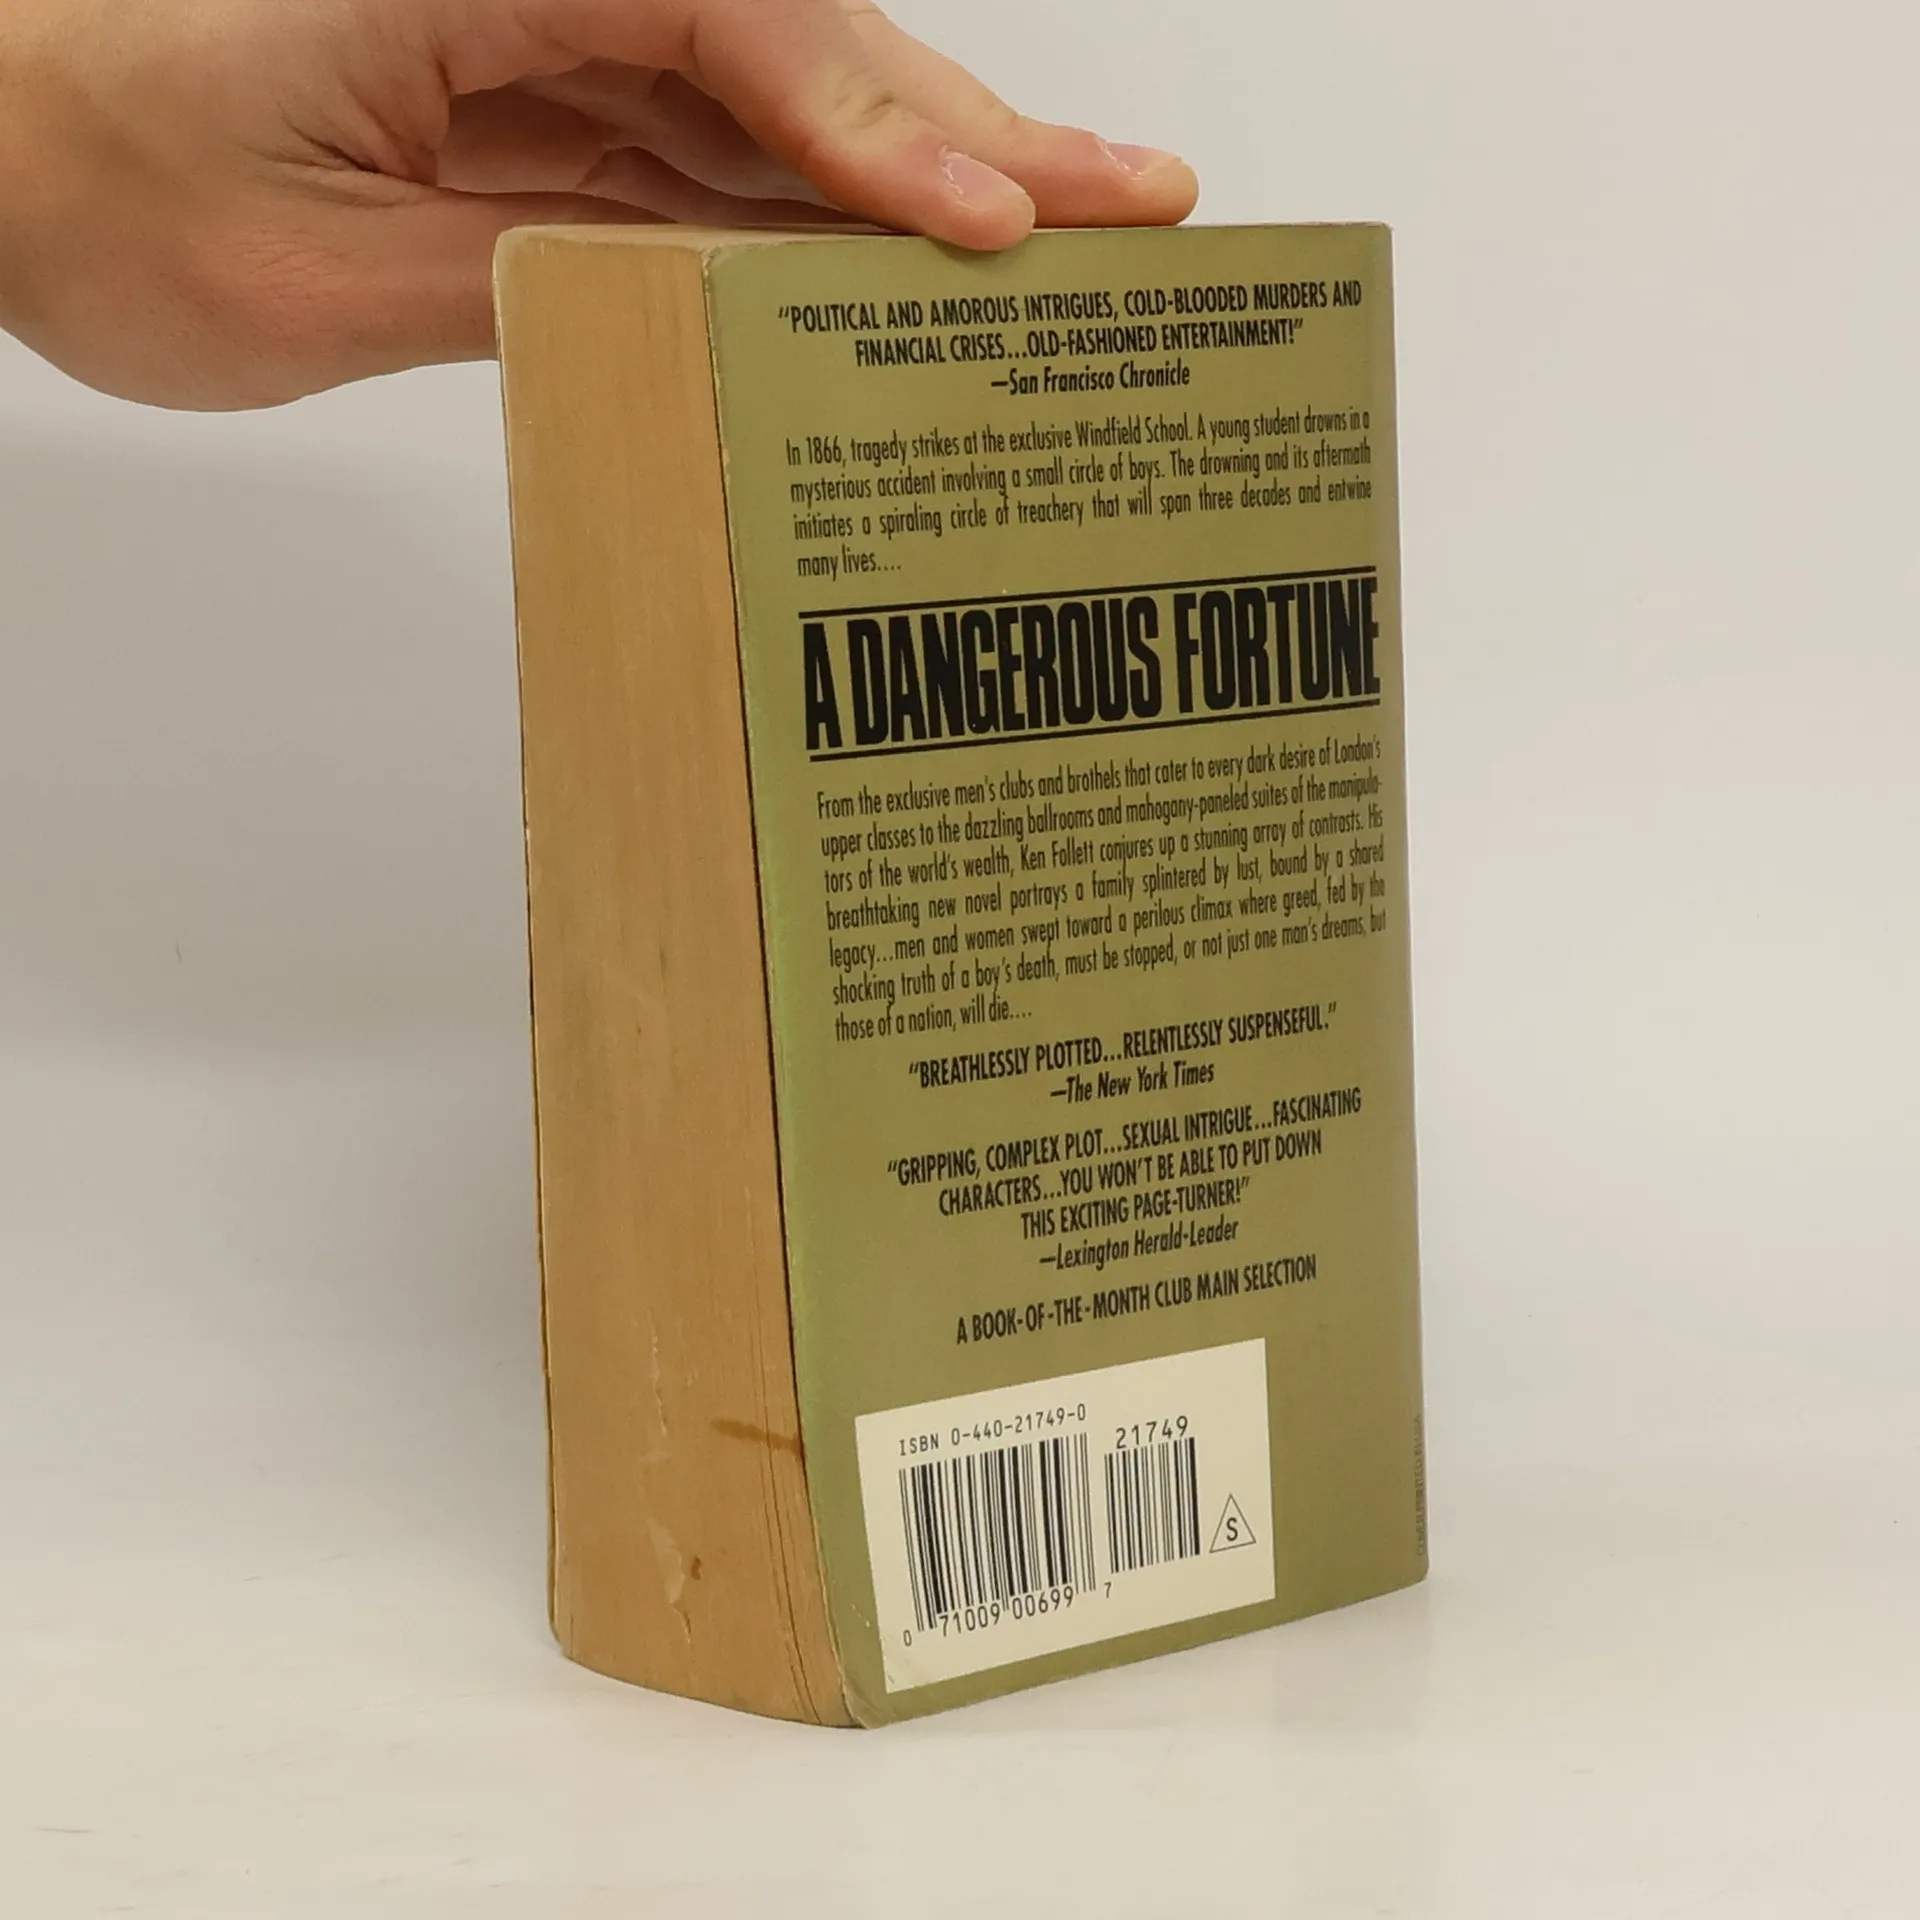 “POLITICAL AND AMOROUS INTRIGUES, COLD-BLOODED MURDERS AND
FINANCIAL CRISES...OLD-FASHIONED ENTERTAINMENT!”
—San Francisco Chronicle
In 1866, tragedy strikes at the exclusive Windfield School. A young student drowns in a
mysterious accident involving a small circle of boys. The drowning and its aftermath
initiates a spiraling circle of treachery that will span three decades and entwine
many lives....
A DANGEROUS FORTUNE
From the exclusive men's clubs and brothels that cater to every dark desire of London's
upper classes to the dazzling ballrooms and mahogany-paneled suites of the manipula-
tors of the world's wealth, Ken Follett conjures up a stunning array of contrasts. His
breathtaking new novel portrays a family splintered by lust, bound by a shared
legacy...men and women swept toward a perilous climax where greed, fed by the
shocking truth of a boy's death, must be stopped, or not just one man's dreams, but
those of a nation, will die....
“BREATHLESSLY PLOTTED...RELENTLESSLY SUSPENSEFUL.”
—The New York Times
“GRIPPING, COMPLEX PLOT...SEXUAL INTRIGUE...FASCINATING
CHARACTERS...YOU WON'T BE ABLE TO PUT DOWN
THIS EXCITING PAGE-TURNER!”
—Lexington Herald-Leader
A BOOK-OF-THE-MONTH CLUB MAIN SELECTION
ISBN 0-440-21749-0
21749
S
0 71009 00699 7